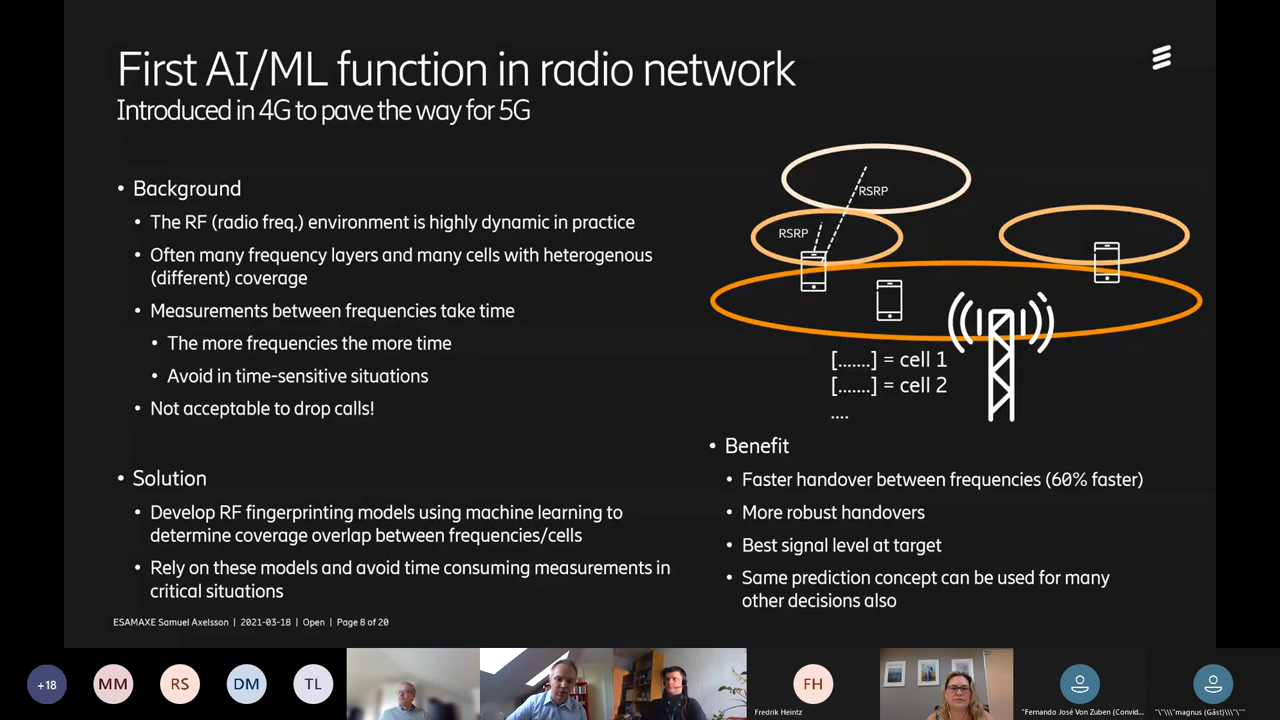 First AI/ML function in radio network
Introduced in 4G to pave the way for 5G
• Background
• The RF (radio freq.) environment is highly dynamic in practice
• Often many frequency layers and many cells with heterogenous
(different) coverage
• Measurements between frequencies take time
• The more frequencies the more time
• Avoid in time-sensitive situations
• Not acceptable to drop calls!
• Solution
• Develop RF fingerprinting models using machine learning to
determine coverage overlap between frequencies/cells
• Rely on these models and avoid time consuming measurements in
critical situations
RSRP
RSRP
[.......] = cell 1
[.......] = cell 2
....
• Benefit
• Faster handover between frequencies (60% faster)
• More robust handovers
• Best signal level at target
• Same prediction concept can be used for many
other decisions also
ESAMAXE Samuel Axelsson | 2021-03-18 | Open | Page 8 of 20
+18
MM
RS
DM
TL
FH
Fredrik Heintz
"Fernando José Von Zuben (Convid...
"\"\\\"magnus (Gäst)\\\"\""